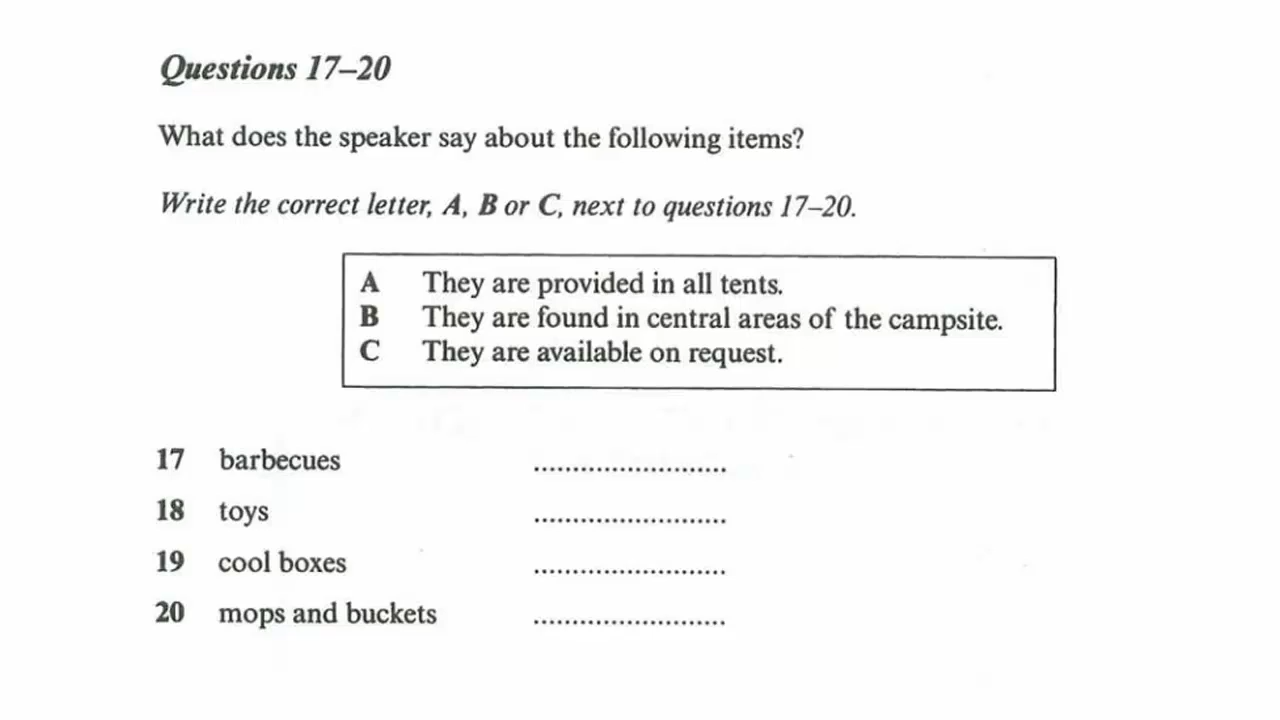 Questions 17–20
What does the speaker say about the following items?
Write the correct letter, A, B or C, next to questions 17–20.
A They are provided in all tents.
B They are found in central areas of the campsite.
C They are available on request.
17 barbecues ........................
18 toys ........................
19 cool boxes ........................
20 mops and buckets ........................